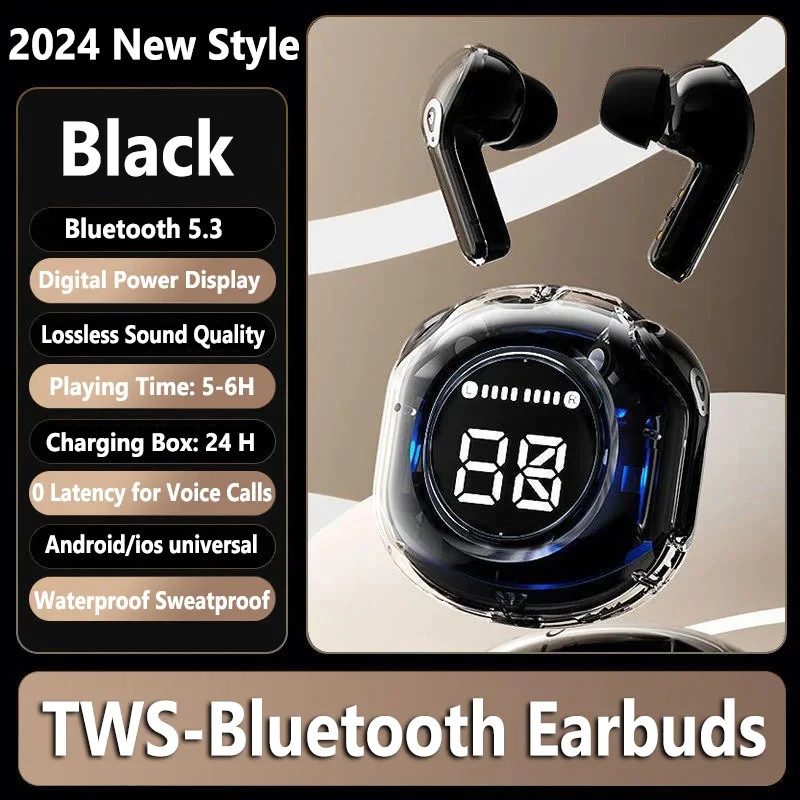 2024 New Style
Black
Bluetooth 5.3
Digital Power Display
Lossless Sound Quality
Playing Time: 5-6H
Charging Box: 24 H
0 Latency for Voice Calls
Android/ios universal
Waterproof Sweatproof
L R
TWS-Bluetooth Earbuds